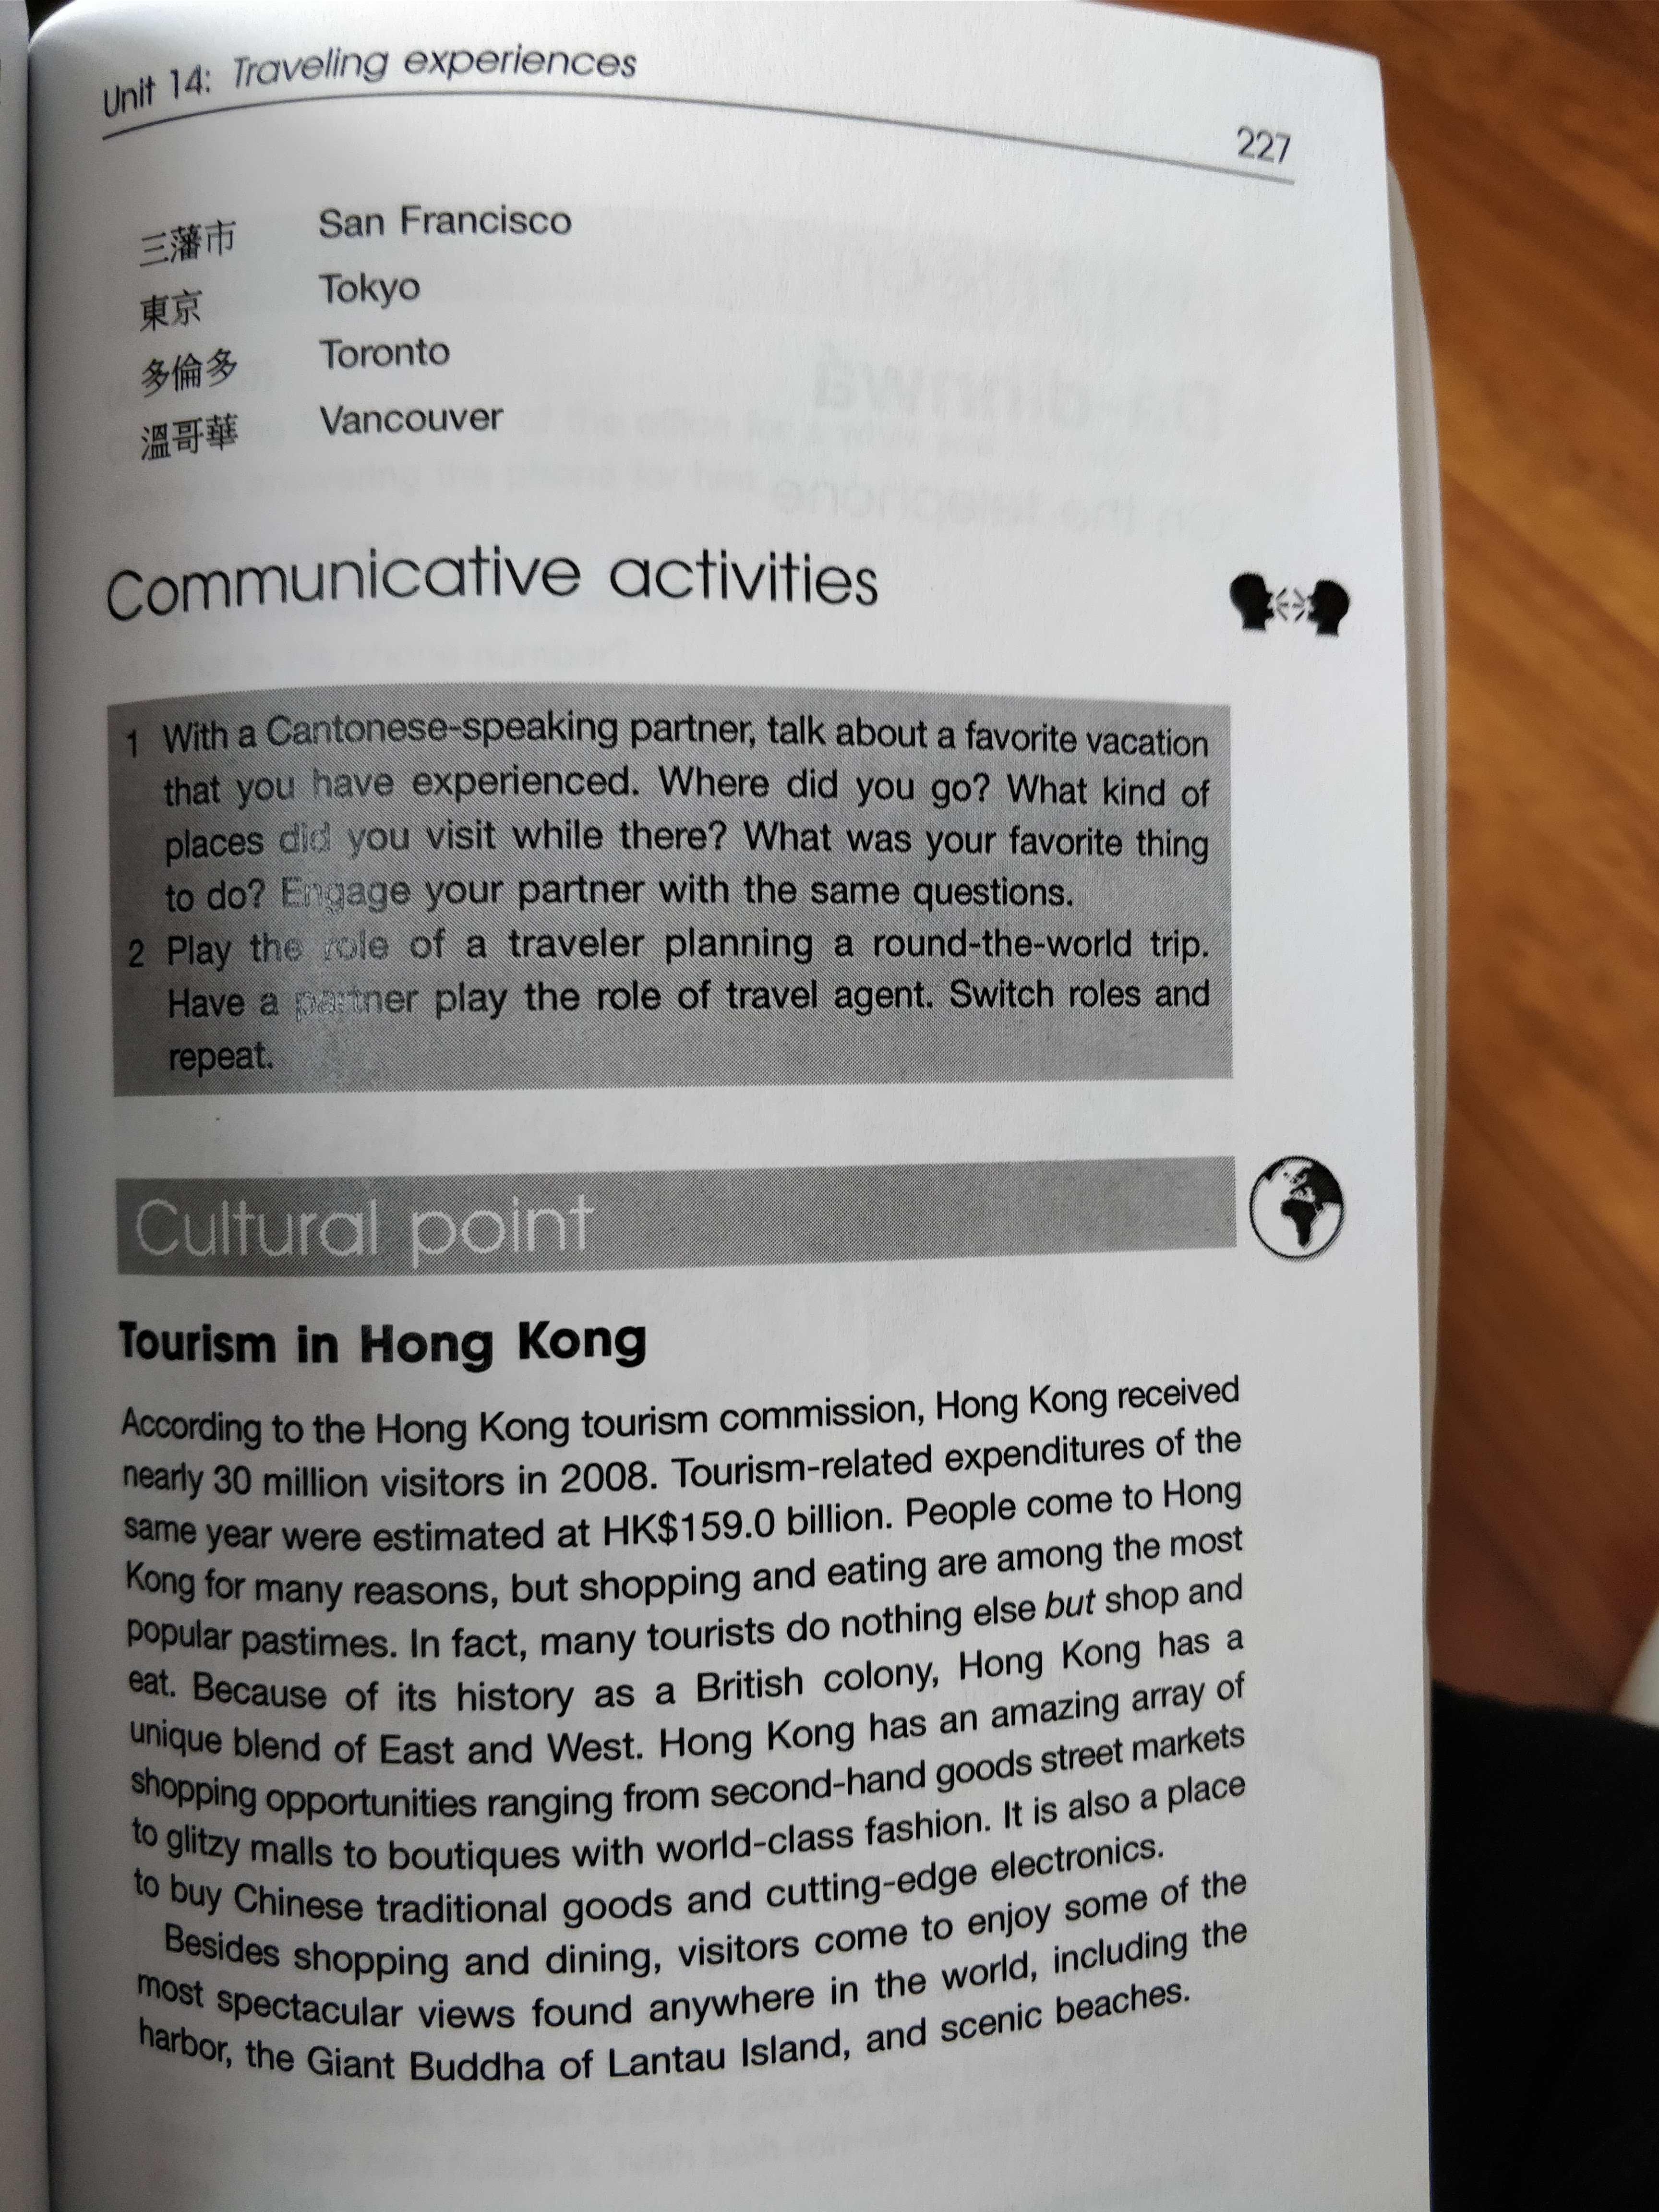 Unit 14: Traveling experiences
227
三藩市 San Francisco
東京 Tokyo
多倫多 Toronto
溫哥華 Vancouver
Communicative activities
1 With a Cantonese-speaking partner, talk about a favorite vacation
that you have experienced. Where did you go? What kind of
places did you visit while there? What was your favorite thing
to do? Engage your partner with the same questions.
2 Play the role of a traveler planning a round-the-world trip.
Have a partner play the role of travel agent. Switch roles and
repeat.
Cultural point
Tourism in Hong Kong
According to the Hong Kong tourism commission, Hong Kong received
nearly 30 million visitors in 2008. Tourism-related expenditures of the
same year were estimated at HK$159.0 billion. People come to Hong
Kong for many reasons, but shopping and eating are among the most
popular pastimes. In fact, many tourists do nothing else but shop and
eat. Because of its history as a British colony, Hong Kong has a
unique blend of East and West. Hong Kong has an amazing array of
shopping opportunities ranging from second-hand goods street markets
to glitzy malls to boutiques with world-class fashion. It is also a place
to buy Chinese traditional goods and cutting-edge electronics.
Besides shopping and dining, visitors come to enjoy some of the
most spectacular views found anywhere in the world, including the
harbor, the Giant Buddha of Lantau Island, and scenic beaches.